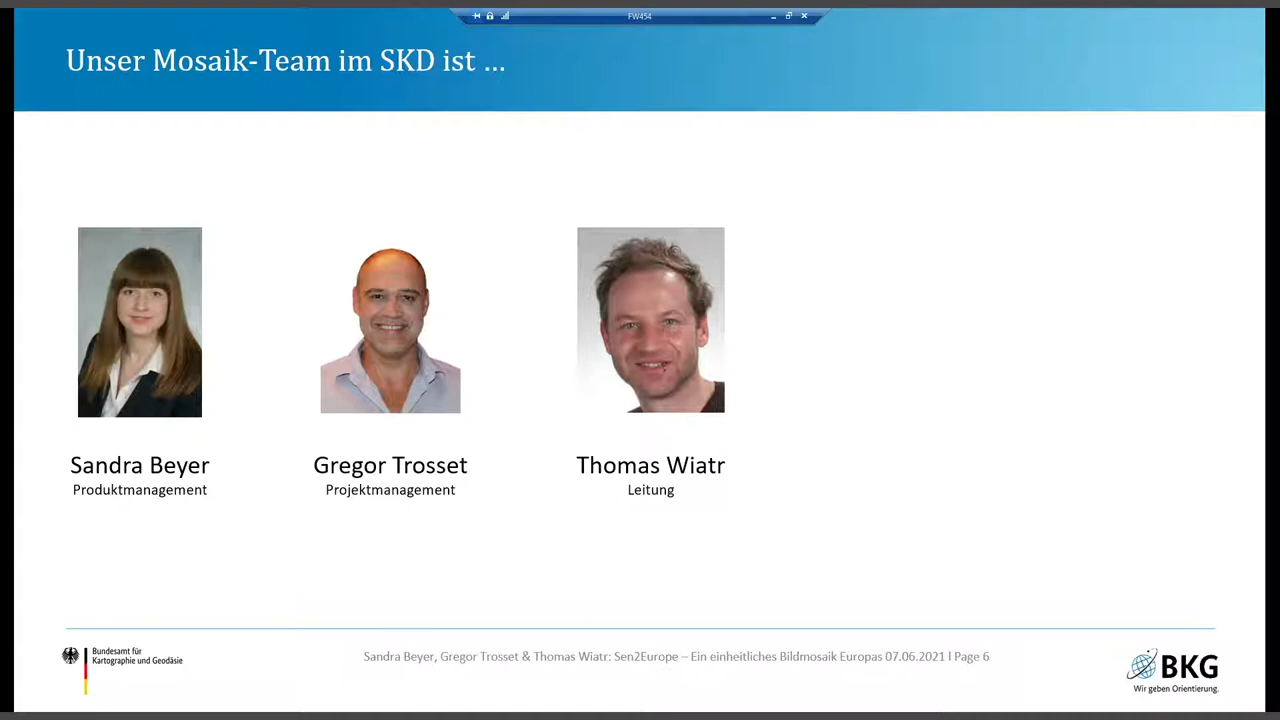 FW454
Unser Mosaik-Team im SKD ist ...
Sandra Beyer
Produktmanagement
Gregor Trosset
Projektmanagement
Thomas Wiatr
Leitung
Bundesamt für
Kartographie und Geodäsie
Sandra Beyer, Gregor Trosset & Thomas Wiatr: Sen2Europe – Ein einheitliches Bildmosaik Europas 07.06.2021 l Page 6
BKG
Wir geben Orientierung.